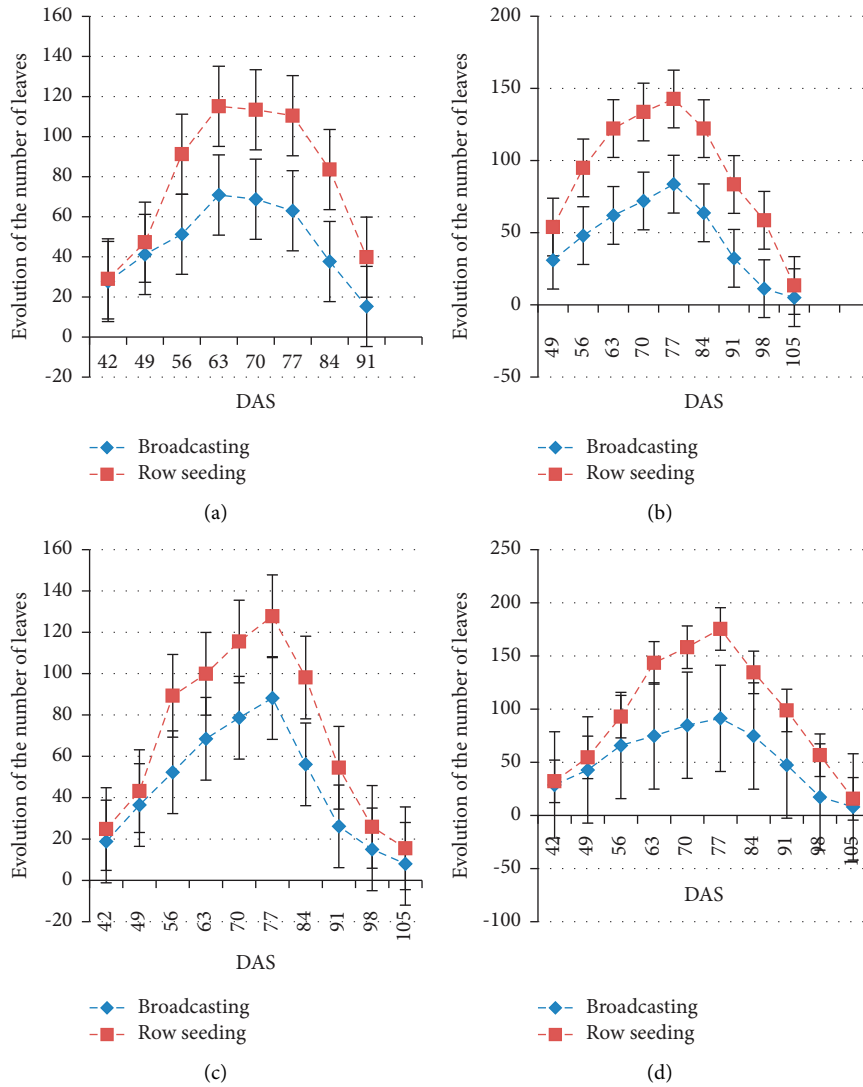 Evolution of the number of leaves
160
140
120
100
80
60
40
20
0
-20
42 49 56 63 70 77 84 91
DAS
Broadcasting
Row seeding
(a)
Evolution of the number of leaves
200
150
100
50
0
-50
49 56 63 70 77 84 91 98 105
DAS
Broadcasting
Row seeding
(b)
Evolution of the number of leaves
160
140
120
100
80
60
40
20
0
-20
42 49 56 63 70 77 84 91 98 105
DAS
Broadcasting
Row seeding
(c)
Evolution of the number of leaves
250
200
150
100
50
0
-50
-100
42 49 56 63 70 77 84 91 98 105
DAS
Broadcasting
Row seeding
(d)